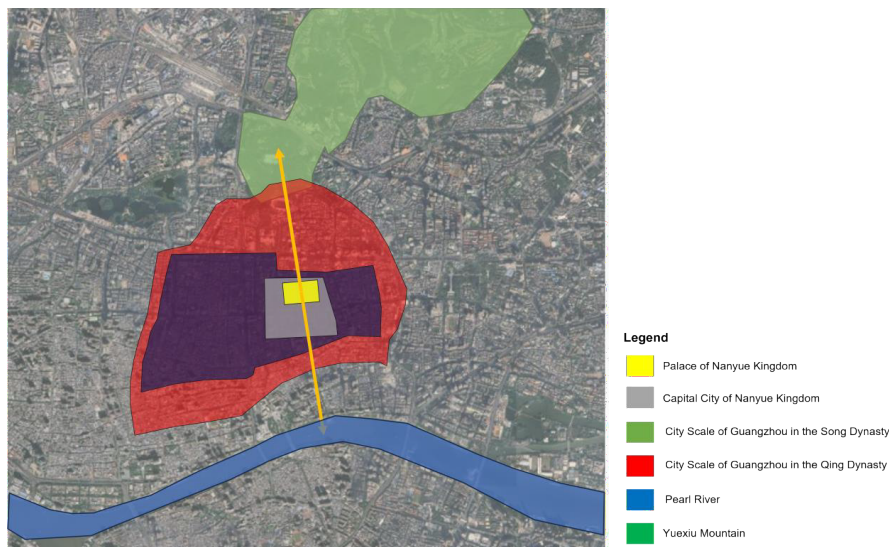 Legend
Palace of Nanyue Kingdom
Capital City of Nanyue Kingdom
City Scale of Guangzhou in the Song Dynasty
City Scale of Guangzhou in the Qing Dynasty
Pearl River
Yuexiu Mountain